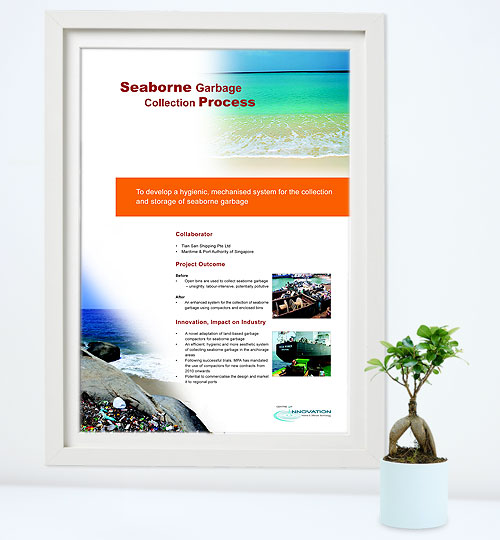 Seaborne Garbage
Collection Process
To develop a hygienic, mechanised system for the collection
and storage of seaborne garbage
Collaborator
• Tian San Shipping Pte Ltd
• Maritime & Port Authority of Singapore
Project Outcome
Before
• Open bins are used to collect seaborne garbage
- unsightly, labour-intensive, potentially pollutive
After
• An enhanced system for the collection of seaborne
garbage using compactors and enclosed bins
Innovation, Impact on Industry
• A novel adaptation of land-based garbage
compactors for seaborne garbage
• An efficient, hygienic and more aesthetic system
of collecting seaborne garbage in the anchorage
areas
• Following successful trials, MPA has mandated
the use of compactors for new contracts from
2010 onwards
• Potential to commercialise the design and market
it to regional ports
INNOVATION